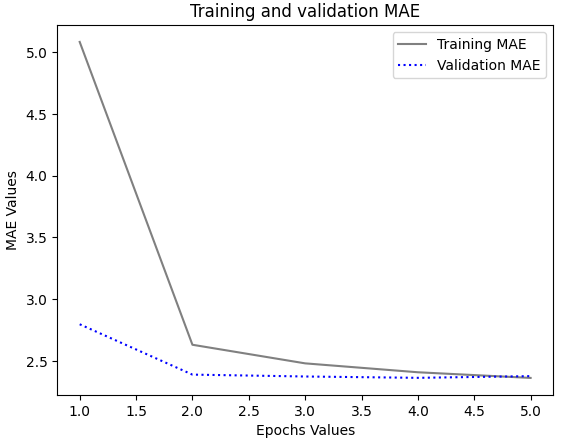 Training and validation MAE
Training MAE
Validation MAE
MAE Values
5.0
4.5
4.0
3.5
3.0
2.5
1.0 1.5 2.0 2.5 3.0 3.5 4.0 4.5 5.0
Epochs Values